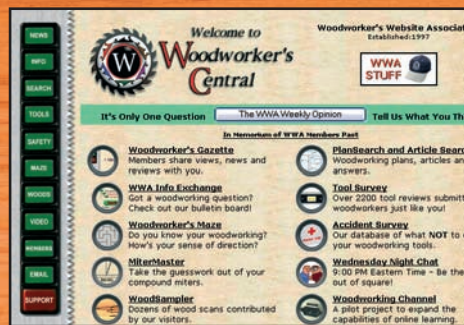 NEWS
INFO
SEARCH
TOOLS
SAFETY
MAZE
WOODS
VIDEO
MEMBERS
EMAIL
SUPPORT
Welcome to
Woodworker's
Central
W
Woodworker's Website Associat
Established:1997
WWA
STUFF
It's Only One Question
The WWA Weekly Opinion
Tell Us What You Th
In Memorium of WWA Members Past
Woodworker's Gazette
Members share views, news and
reviews with you.
WWA Info Exchange
Got a woodworking question?
Check out our bulletin board!
Woodworker's Maze
Do you know your woodworking?
How's your sense of direction?
MiterMaster
Take the guesswork out of your
compound miters.
WoodSampler
Dozens of wood scans contributed
by our visitors.
PlanSearch and Article Searc
Woodworking plans, articles an
answers.
Tool Survey
Over 2200 tool reviews submitt
woodworkers just like you!
Accident Survey
Our database of what NOT to
your woodworking tools.
Wednesday Night Chat
9:00 PM Eastern Time - Be the
out of square!
Woodworking Channel
A pilot project to expand the
capabilities of online learning.